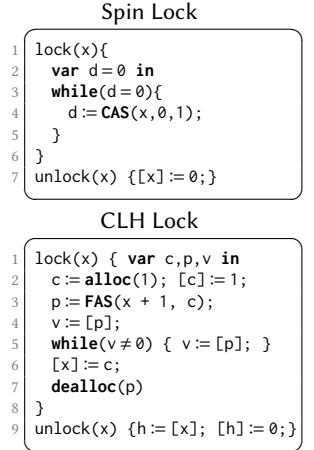 Spin Lock
1 lock(x){
2 var d=0 in
3 while(d=0){
4 d:=CAS(x,0,1);
5 }
6 }
7 unlock(x) {[x]:=0;}
CLH Lock
1 lock(x) { var c,p,v in
2 c:=alloc(1); [c]:=1;
3 p:=FAS(x + 1, c);
4 v:=[p];
5 while(v≠0) { v:=[p]; }
6 [x]:=c;
7 dealloc(p)
8 }
9 unlock(x) {h:=[x]; [h]:=0;}